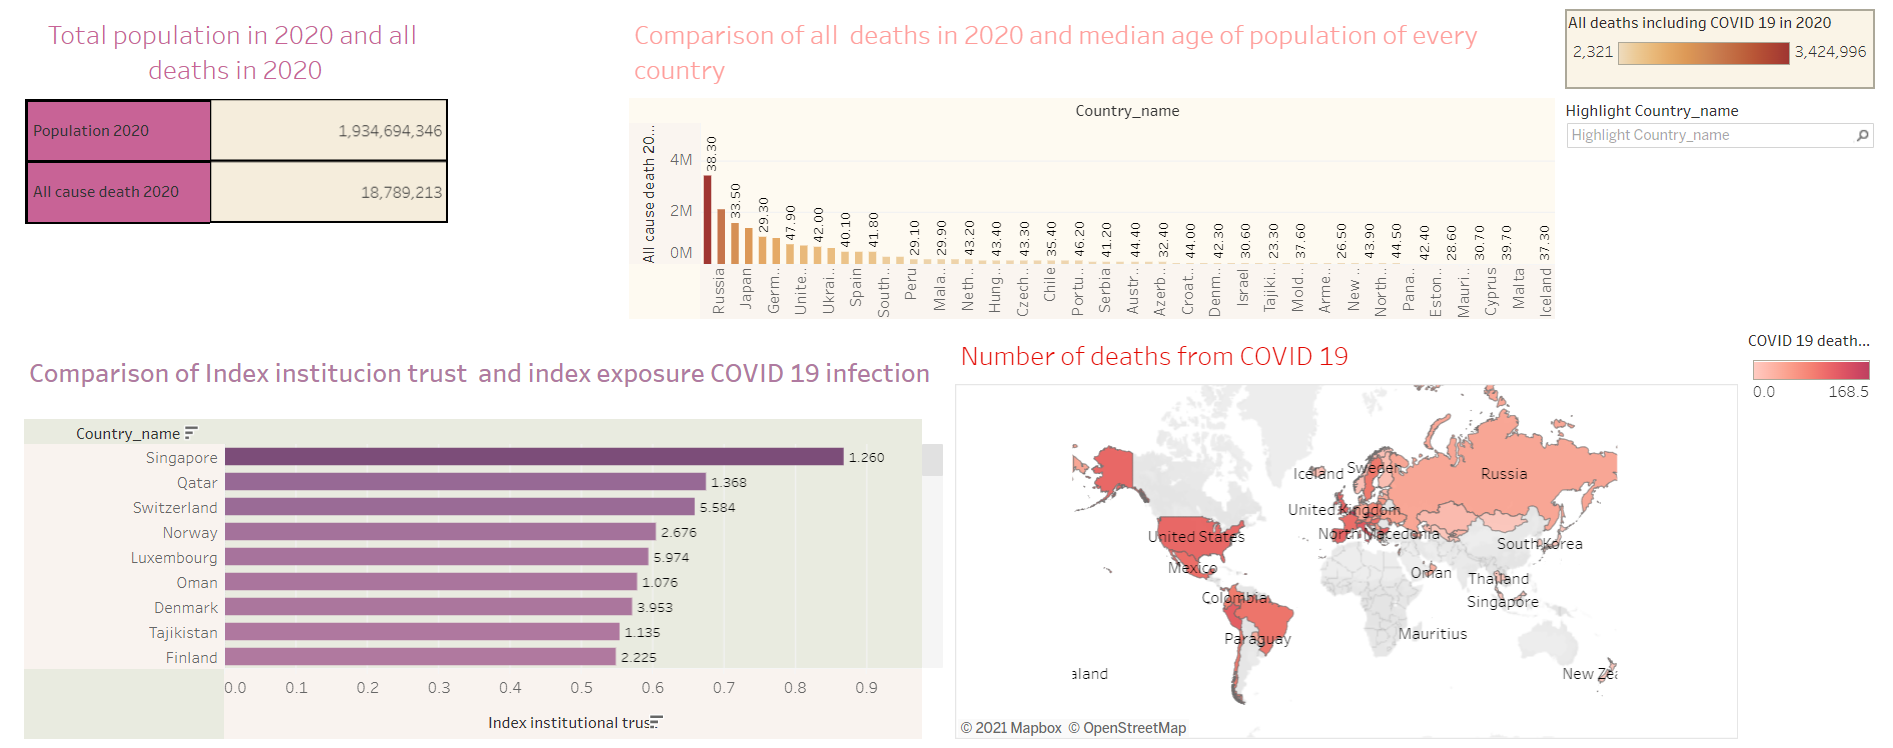 Total population in 2020 and all
deaths in 2020
Population 2020
1,934,694,346
All cause death 2020
18,789,213
Comparison of all  deaths in 2020 and median age of population of every
country
Country_name
All cause death 20...
4M
2M
0M
38.30
33.50
29.30
47.90
42.00
40.10
41.80
29.10
29.90
43.20
43.40
43.30
35.40
46.20
41.20
44.40
32.40
44.00
42.30
30.60
23.30
37.60
26.50
43.90
44.50
42.40
28.60
30.70
39.70
37.30
Russia
Japan
Germ..
Unite..
Ukrai..
Spain
South..
Peru
Mala..
Neth..
Hung..
Czech..
Chile
Portu..
Serbia
Austr..
Azerb..
Croat..
Denm..
Israel
Tajiki..
Mold..
Arme..
New ..
North..
Pana..
Eston..
Mauri..
Cyprus
Malta
Iceland
All deaths including COVID 19 in 2020
2,321
3,424,996
Highlight Country_name
Highlight Country_name
Comparison of Index institucion trust  and index exposure COVID 19 infection
Country_name
Singapore
1.260
Qatar
1.368
Switzerland
5.584
Norway
2.676
Luxembourg
5.974
Oman
1.076
Denmark
3.953
Tajikistan
1.135
Finland
2.225
0.0 0.1 0.2 0.3 0.4 0.5 0.6 0.7 0.8 0.9
Index institutional trus
Number of deaths from COVID 19
Iceland
Sweden
Russia
United Kingdom
United States
North Macedonia
South Korea
Mexico
Oman
Thailand
Colombia
Singapore
Paraguay
Mauritius
aland
New Zea
© 2021 Mapbox © OpenStreetMap
COVID 19 death...
0.0
168.5